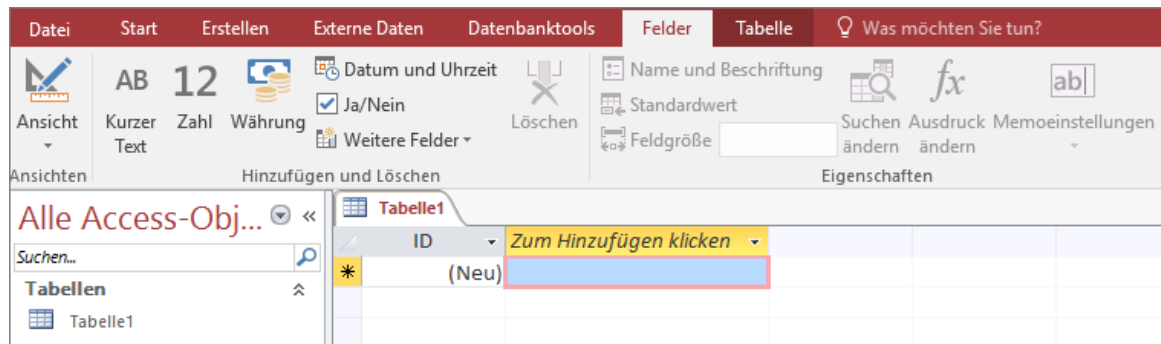 Datei Start Erstellen Externe Daten Datenbanktools Felder Tabelle Was möchten Sie tun?
Ansicht
AB
Kurzer
Text
12
Zahl
Währung
Datum und Uhrzeit
Ja/Nein
Weitere Felder
Löschen
Name und Beschriftung
Standardwert
Feldgröße
Suchen
ändern
fx
Ausdruck
ändern
ab|
Memoeinstellungen
Ansichten Hinzufügen und Löschen Eigenschaften
Alle Access-Obj... «
Suchen...
Tabellen
Tabelle1
Tabelle1
ID Zum Hinzufügen klicken
* (Neu)